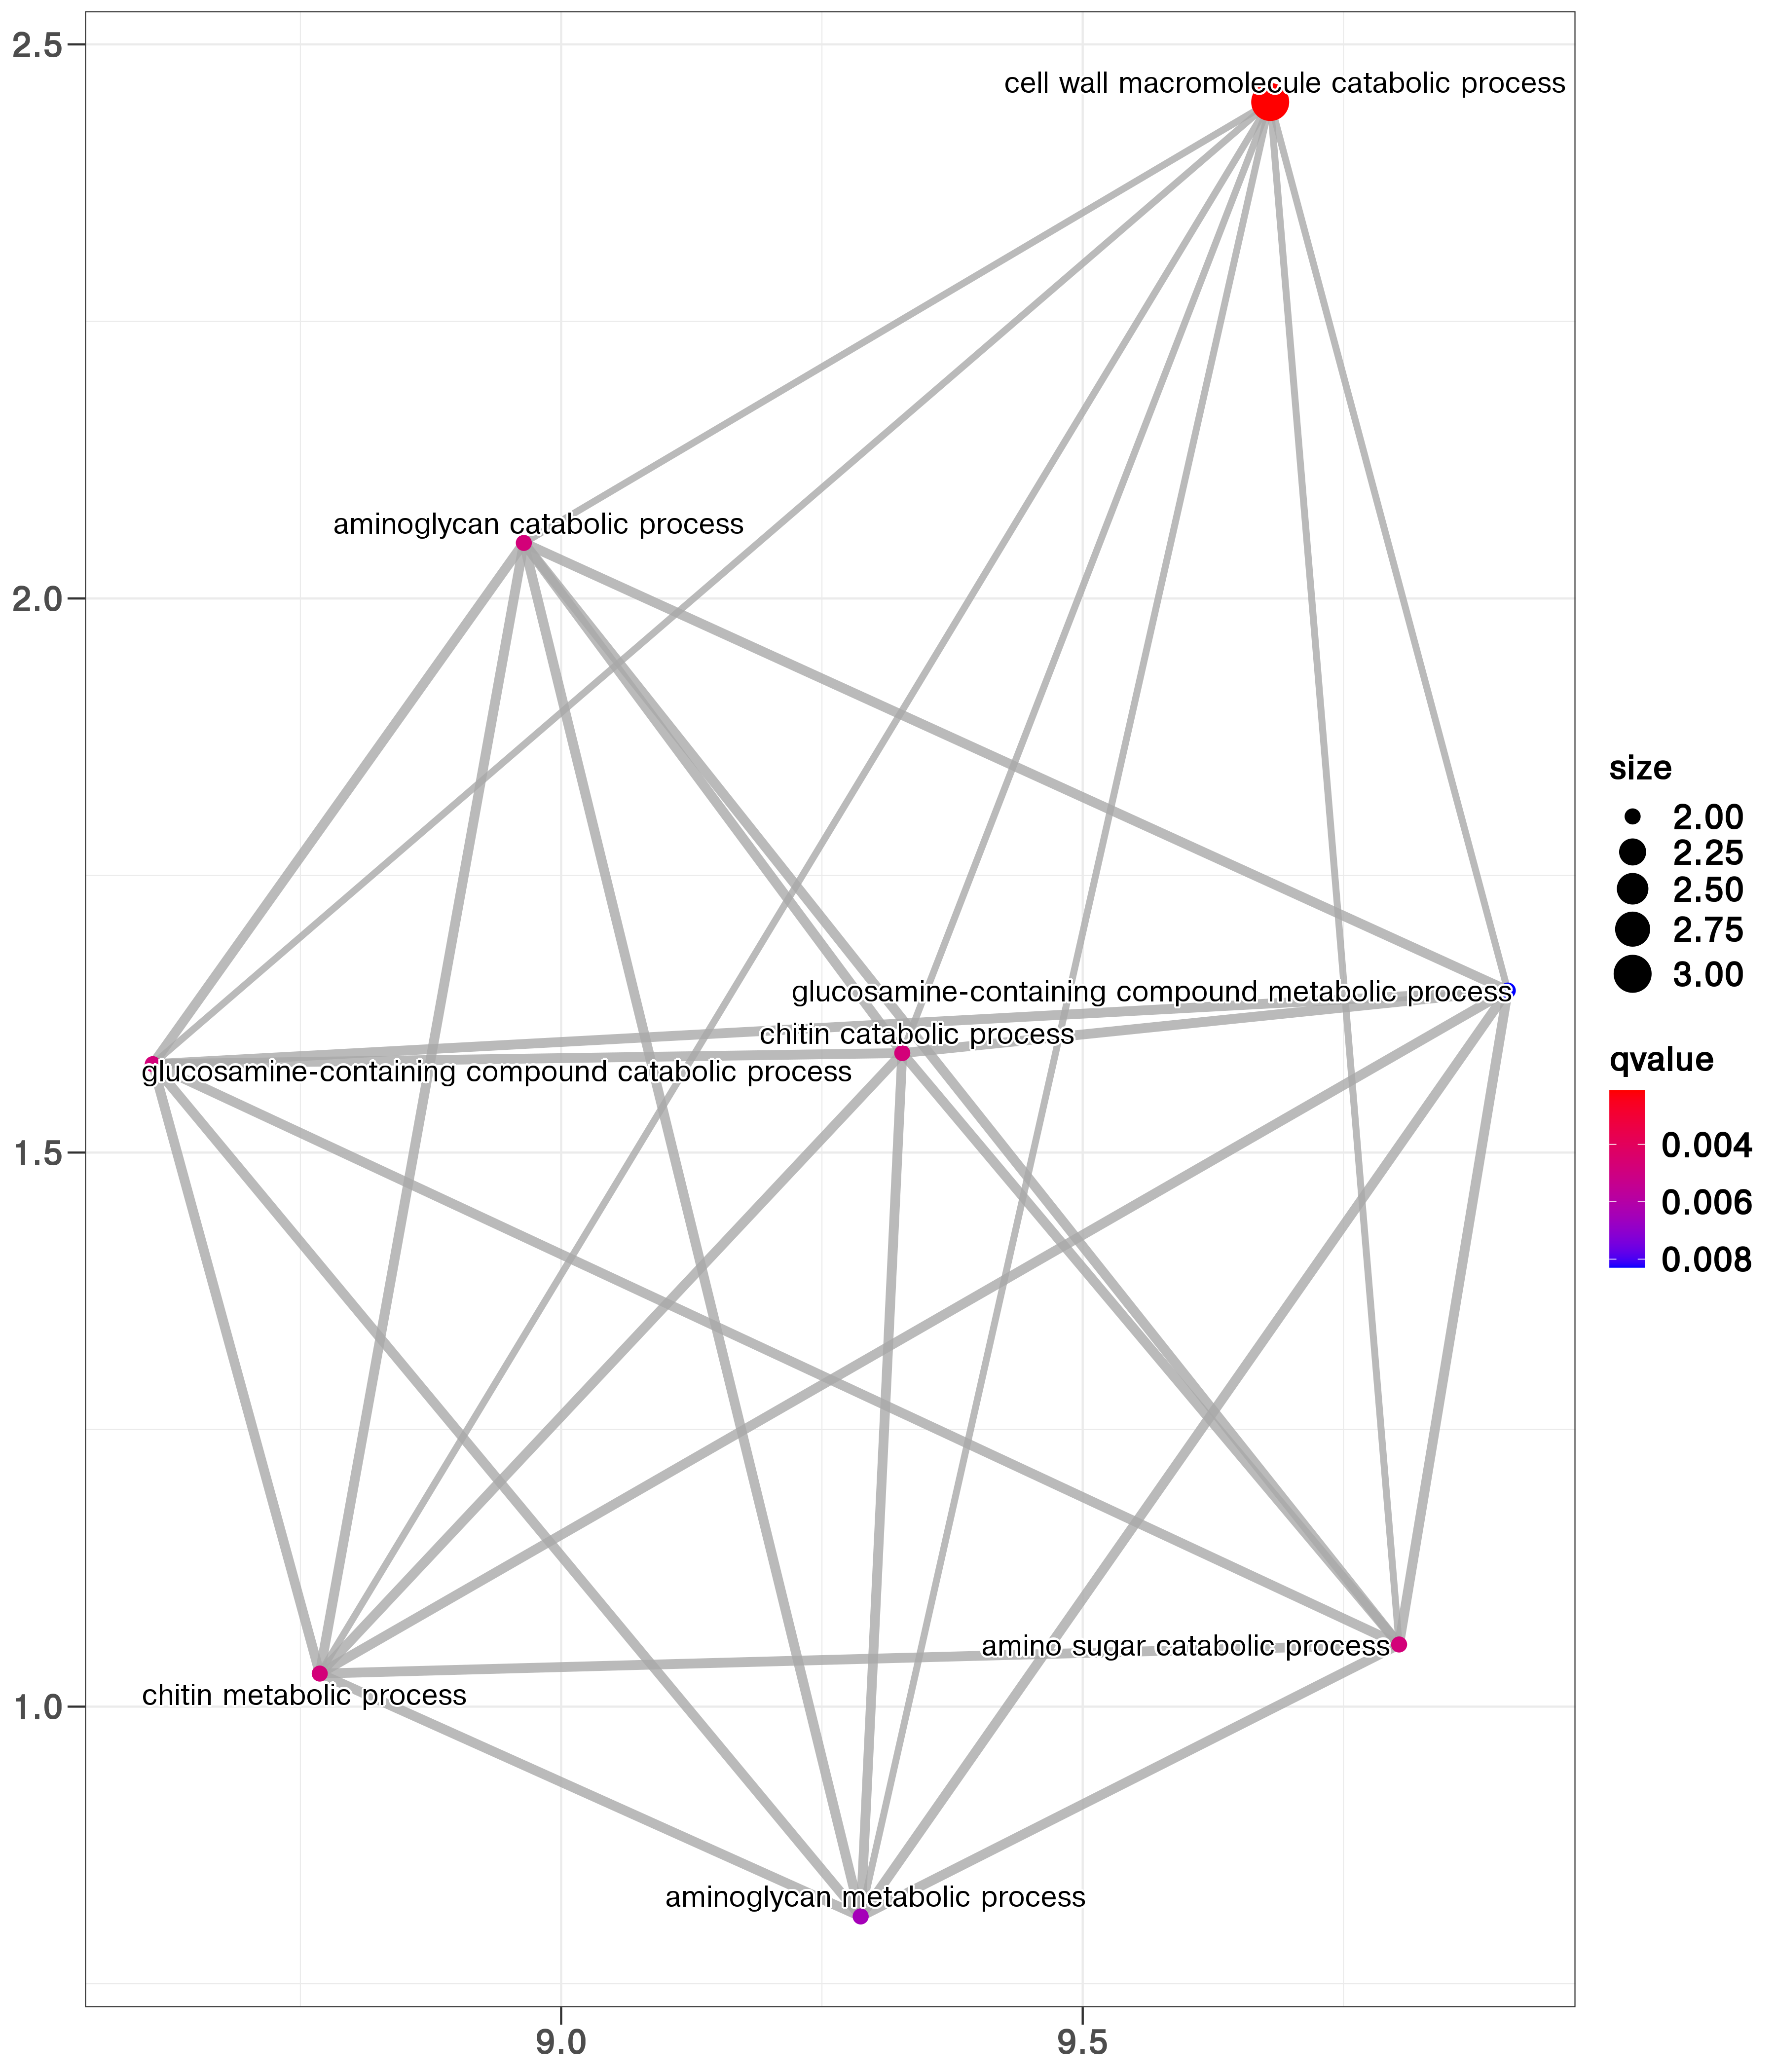 2.5
cell wall macromolecule catabolic process
aminoglycan catabolic process
2.0
size
2.00
2.25
2.50
2.75
3.00
glucosamine-containing compound metabolic process
chitin catabolic process
glucosamine-containing compound catabolic process
qvalue
0.004
0.006
0.008
1.5
amino sugar catabolic process
chitin metabolic process
1.0
aminoglycan metabolic process
9.0
9.5